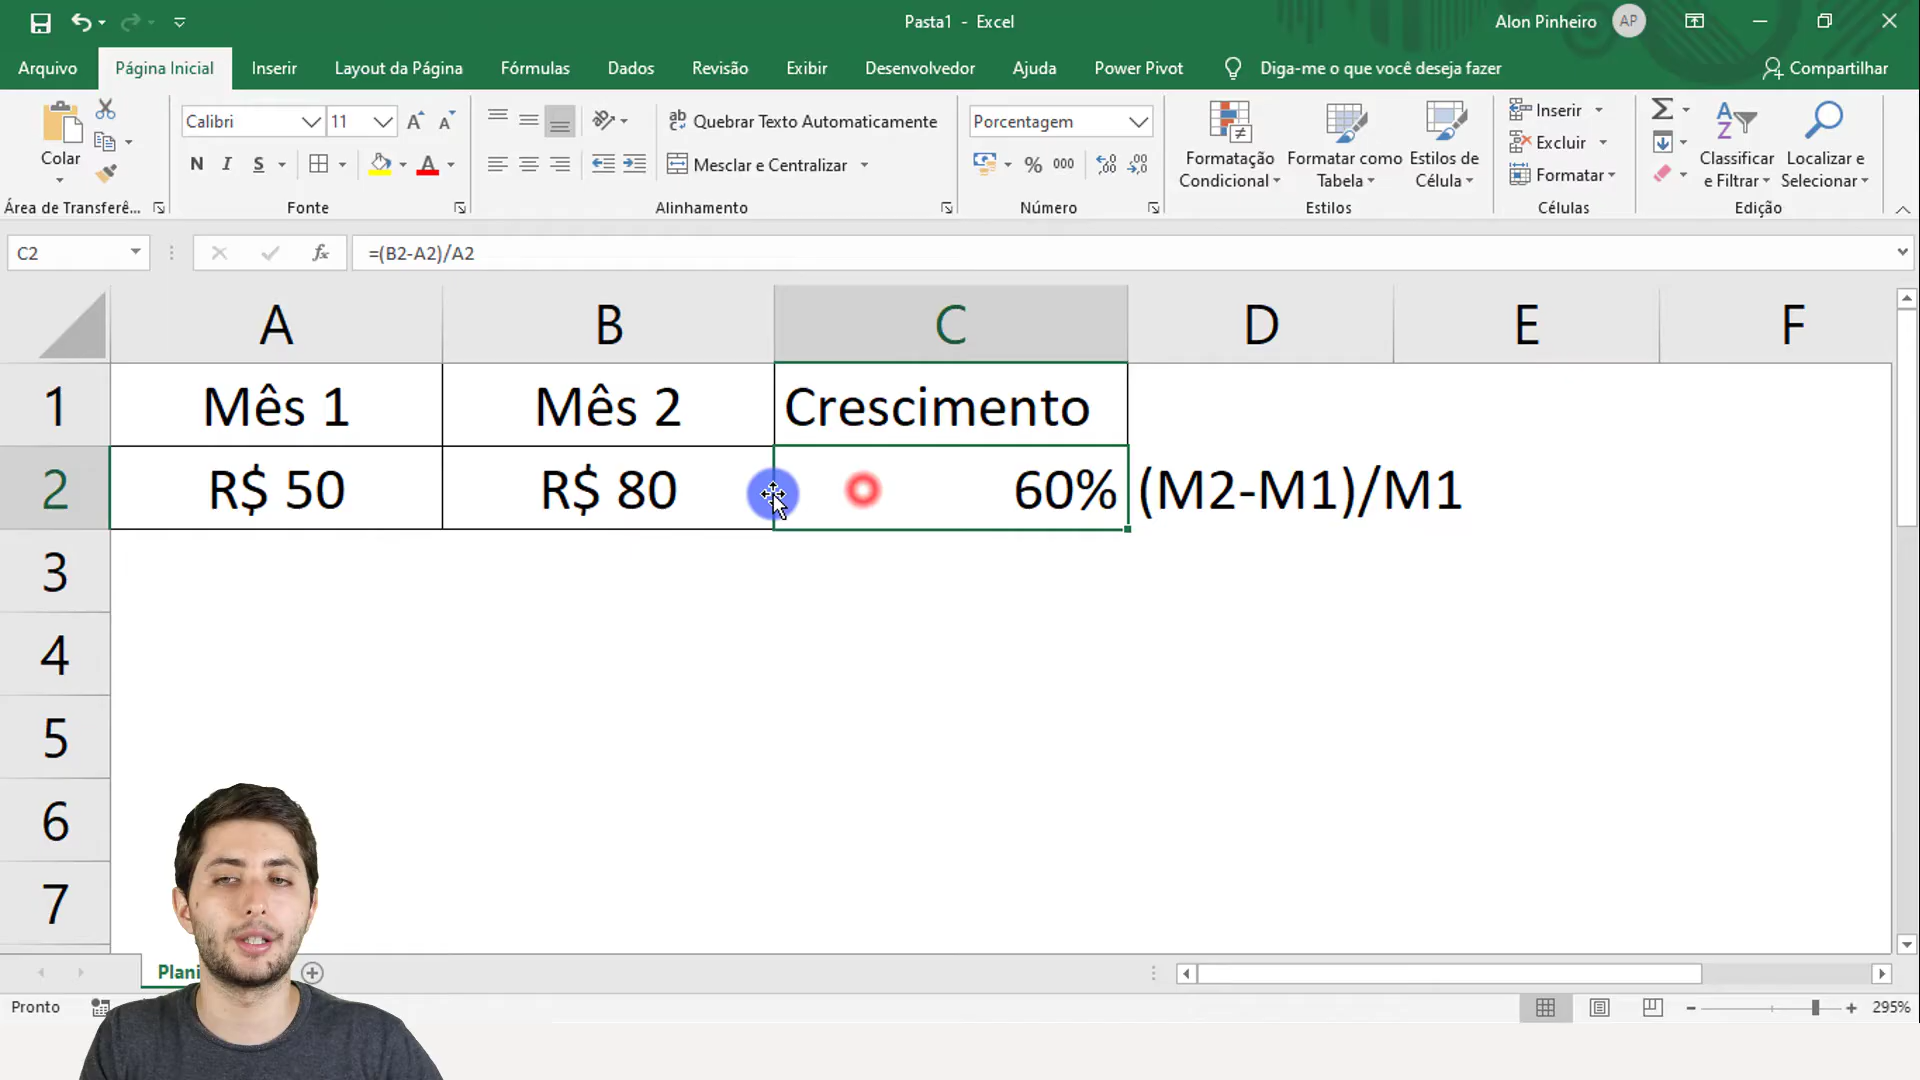 Pasta1 - Excel
Alon Pinheiro AP
Arquivo Página Inicial Inserir Layout da Página Fórmulas Dados Revisão Exibir Desenvolvedor Ajuda Power Pivot Diga-me o que você deseja fazer Compartilhar
Colar
Calibri 11
N I S A
ab Quebrar Texto Automaticamente
Mesclar e Centralizar
Porcentagem
% 000
Formatação Condicional
Formatar como Tabela
Estilos de Célula
Inserir
Excluir
Formatar
Classificar e Filtrar
Localizar e Selecionar
Área de Transferê... Fonte Alinhamento Número Estilos Células Edição
C2 fx =(B2-A2)/A2
A B C D E F
1 Mês 1 Mês 2 Crescimento
2 R$ 50 R$ 80 60% (M2-M1)/M1
3
4
5
6
7
Plani
Pronto 295%